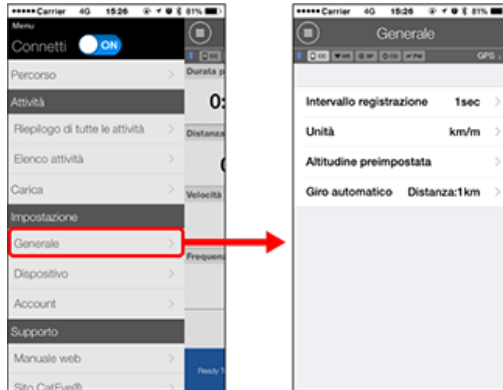 •••••Carrier 4G 15:26 81%
Menu
Connetti ON
Percorso
Attività
Riepilogo di tutte le attività
Elenco attività
Carica
Impostazione
Generale
Dispositivo
Account
Supporto
Manuale web
Sito CatEye®
Durata p
0:
Distanza
Velocità
Frequenz
Ready T
•••••Carrier 4G 15:26 81%
Generale
GPS
Intervallo registrazione 1sec
Unità km/m
Altitudine preimpostata
Giro automatico Distanza:1km